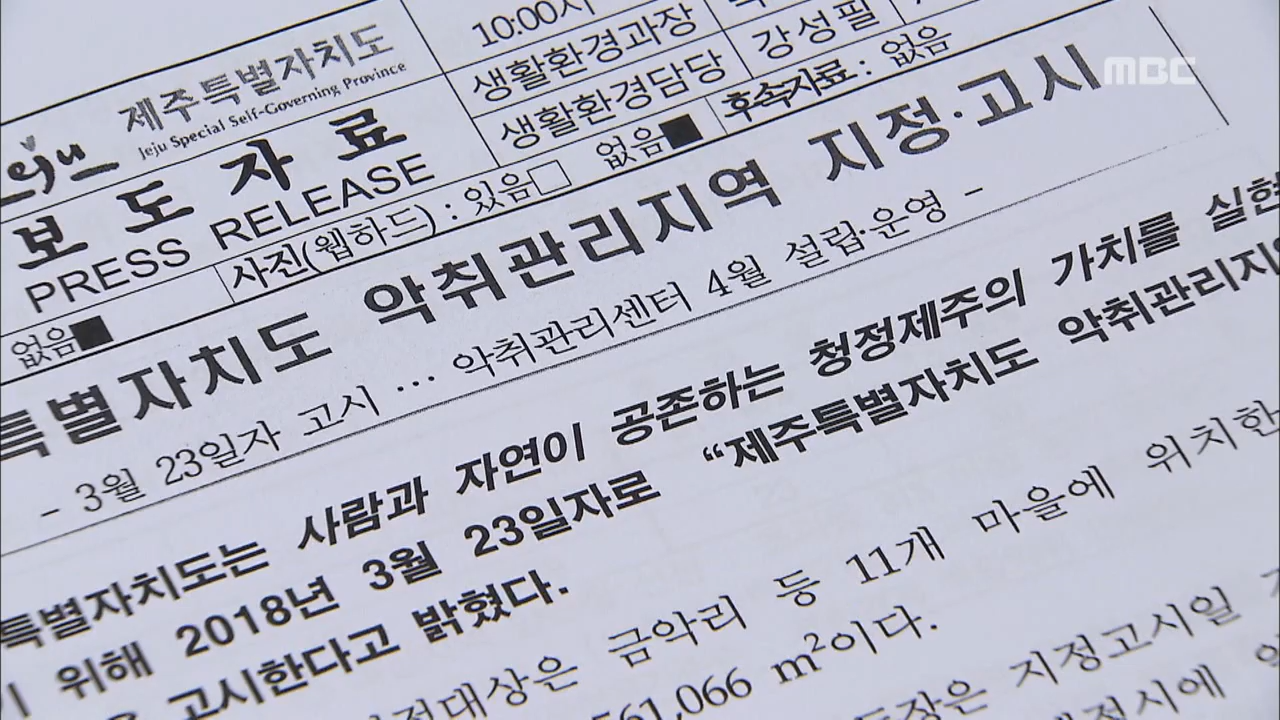 MBC
10:00시
제주특별자치도
Jeju Special Self-Governing Province
생활환경과장
생활환경담당 강성필
보도자료
PRESS RELEASE
사진(웹하드) : 있음□ 없음■ 후속자료 : 없음
없음■
특별자치도 악취관리지역 지정·고시
- 3월 23일자 고시 … 악취관리센터 4월 설립·운영 -
특별자치도는 사람과 자연이 공존하는 청정제주의 가치를 실현
위해 2018년 3월 23일자로 “제주특별자치도 악취관리지
고시한다고 밝혔다.
대상은 금악리 등 11개 마을에 위치한
561,066 m²이다.
장은 지정고시일